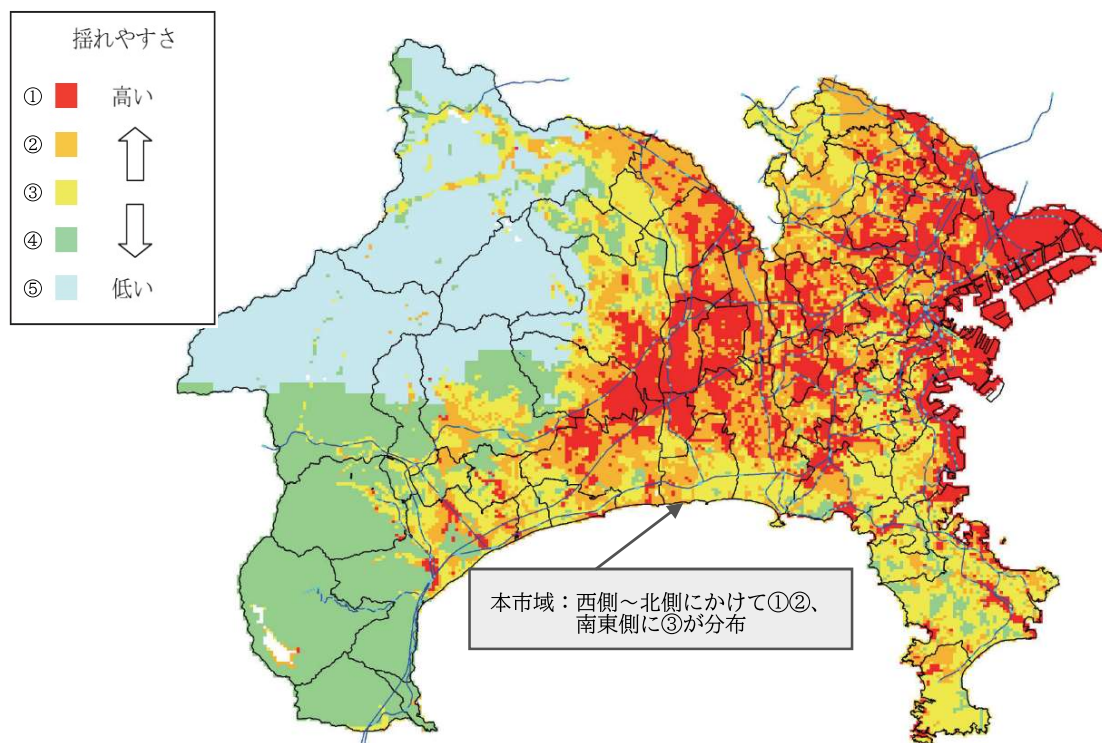 揺れやすさ
① 高い
②
③
④
⑤ 低い
本市域：西側～北側にかけて①②、
南東側に③が分布